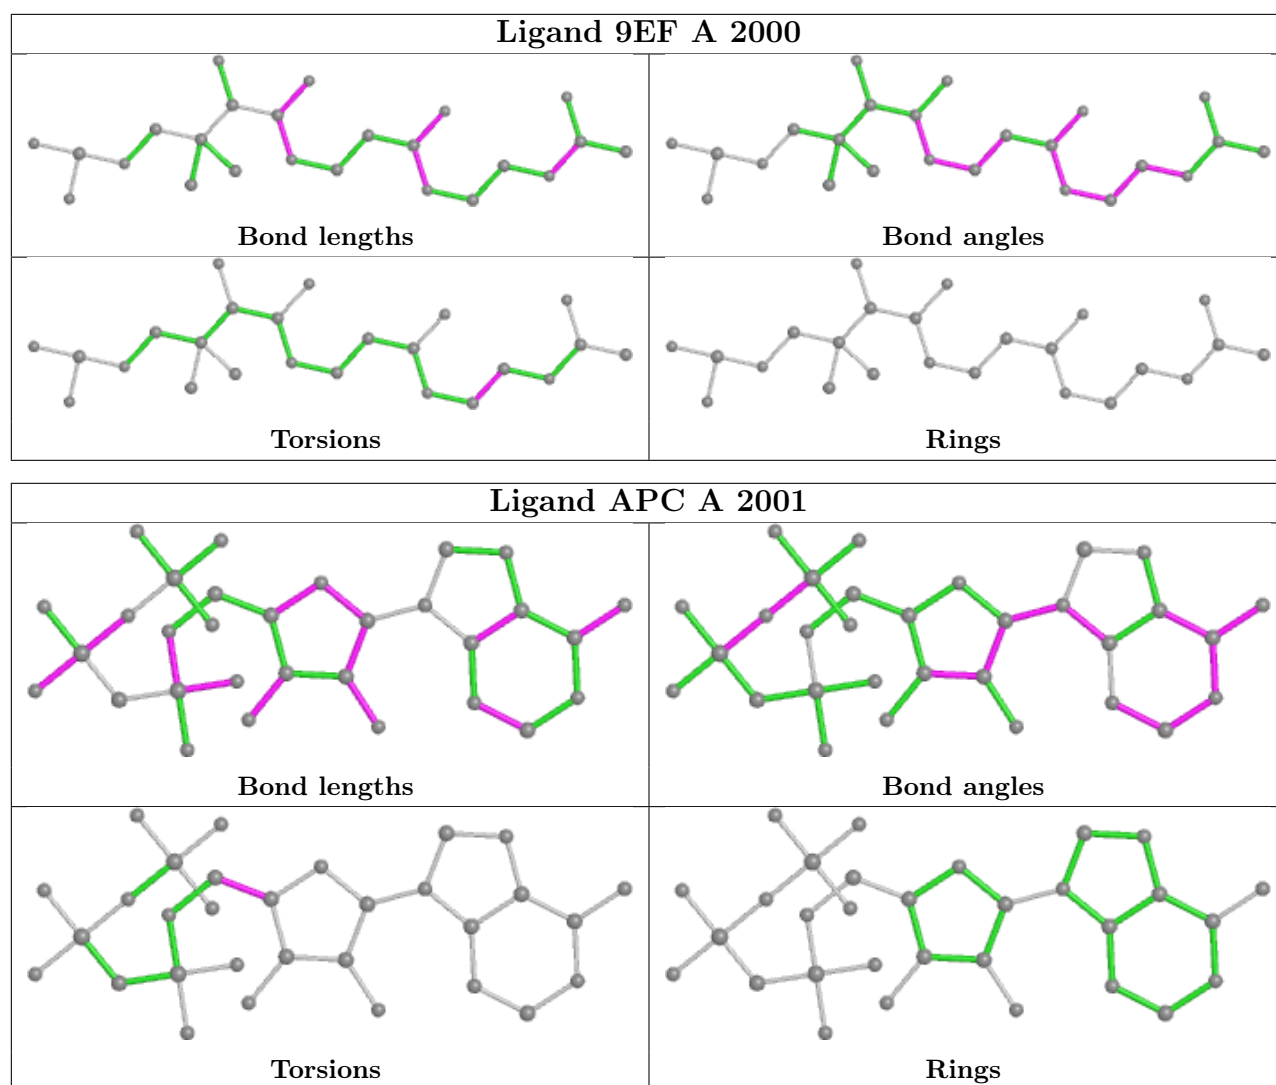 Ligand 9EF A 2000
Bond lengths
Bond angles
Torsions
Rings
Ligand APC A 2001
Bond lengths
Bond angles
Torsions
Rings